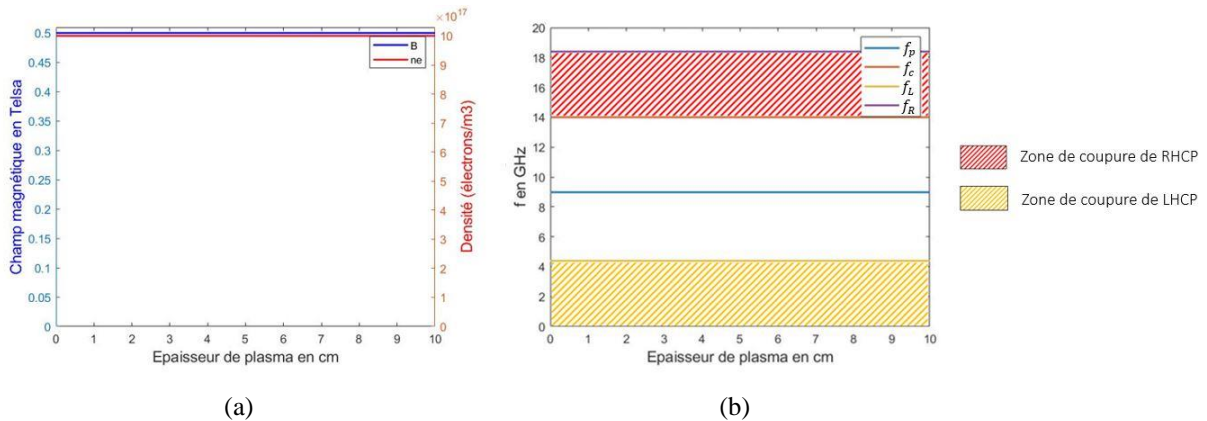 ×10^17
0.5
0.45
0.4
0.35
0.3
0.25
0.2
0.15
0.1
0.05
0
Champ magnétique en Telsa
B
ne
10
9
8
7
6
5
4
3
2
1
0
Densité (électrons/m3)
0 1 2 3 4 5 6 7 8 9 10
Epaisseur de plasma en cm
(a)
20
18
16
14
12
10
8
6
4
2
0
f en GHz
f_p
f_c
f_L
f_R
0 1 2 3 4 5 6 7 8 9 10
Epaisseur de plasma en cm
(b)
Zone de coupure de RHCP
Zone de coupure de LHCP